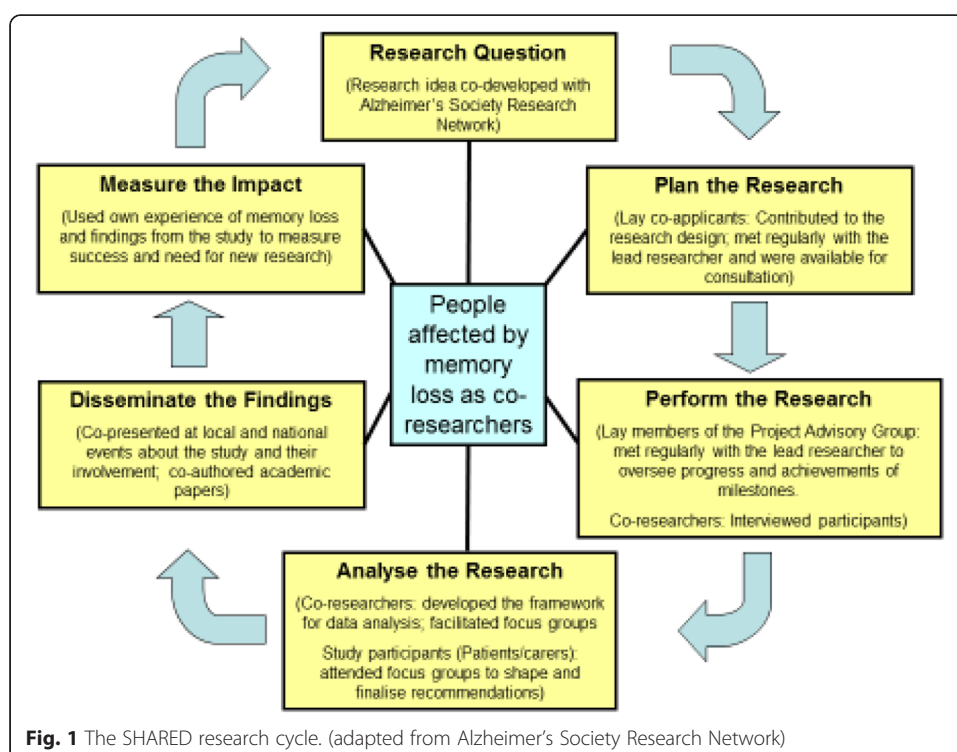 Research Question
(Research idea co-developed with
Alzheimer's Society Research
Network)
Plan the Research
(Lay co-applicants: Contributed to the
research design; met regularly with the
lead researcher and were available for
consultation)
Perform the Research
(Lay members of the Project Advisory Group:
met regularly with the lead researcher to
oversee progress and achievements of
milestones.
Co-researchers: Interviewed participants)
Analyse the Research
(Co-researchers: developed the framework
for data analysis; facilitated focus groups
Study participants (Patients/carers):
attended focus groups to shape and
finalise recommendations)
Disseminate the Findings
(Co-presented at local and national
events about the study and their
involvement; co-authored academic
papers)
Measure the Impact
(Used own experience of memory loss
and findings from the study to measure
success and need for new research)
People
affected by
memory
loss as co-
researchers
Fig. 1 The SHARED research cycle. (adapted from Alzheimer's Society Research Network)